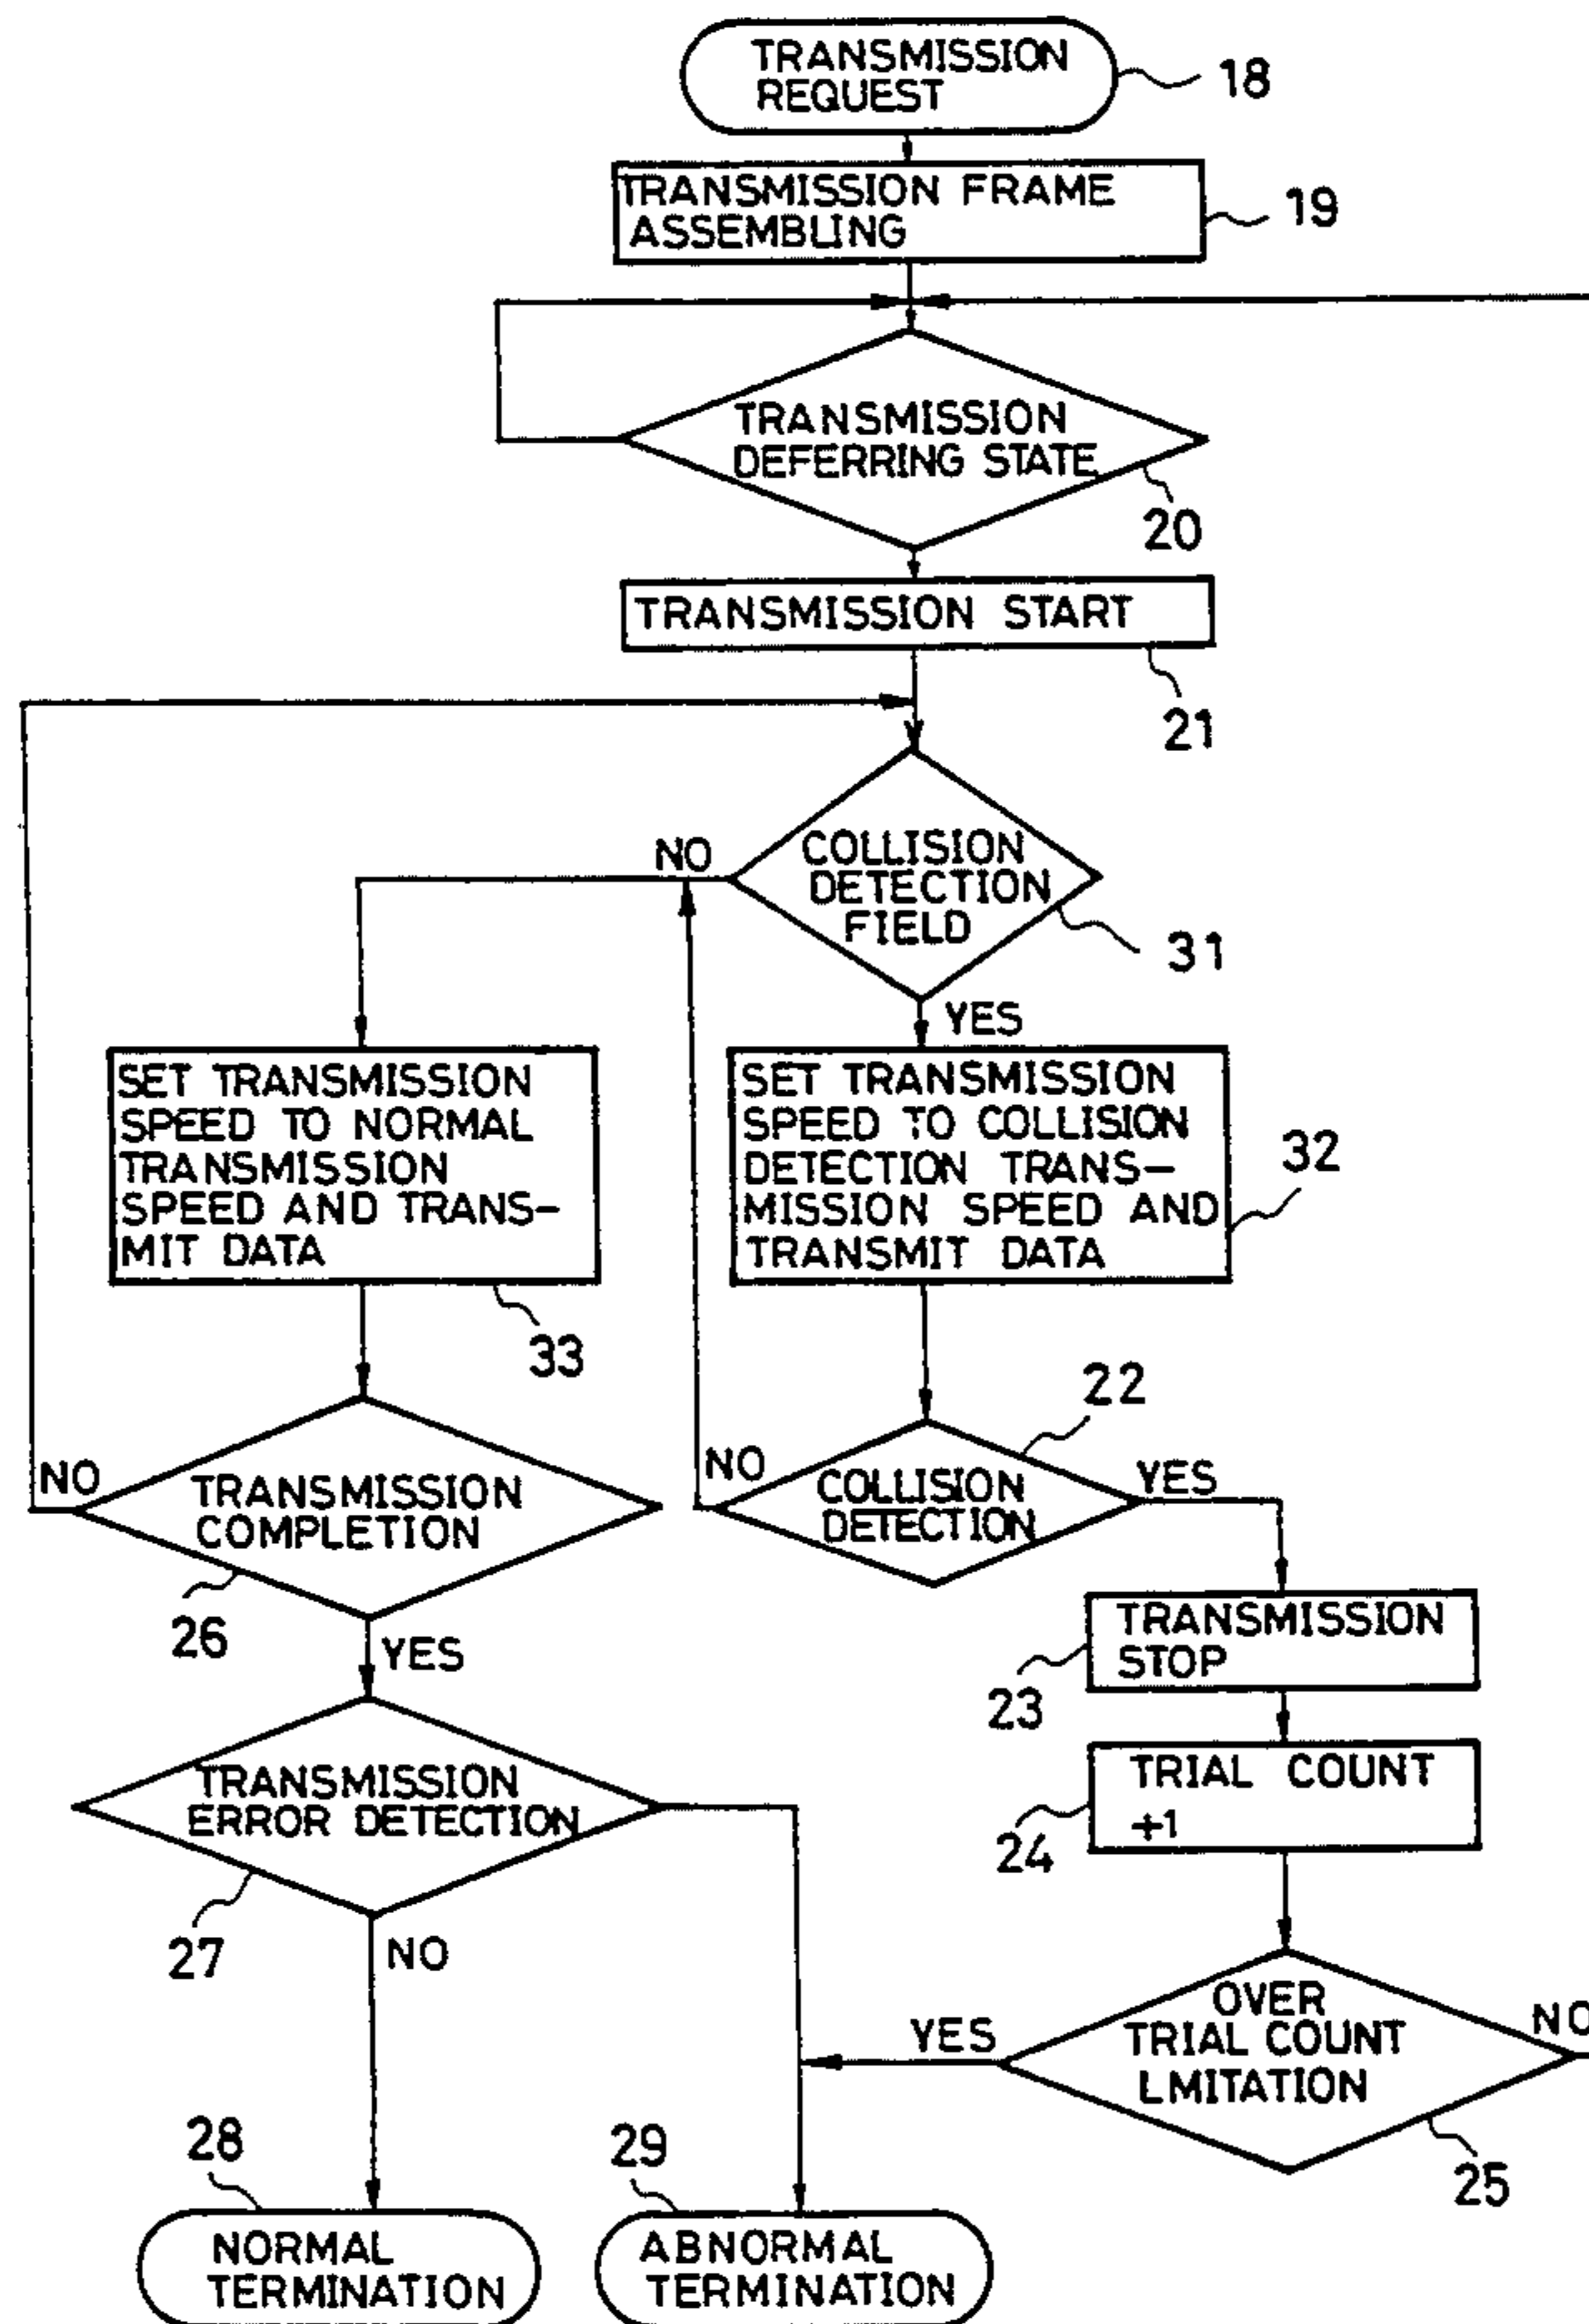 TRANSMISSION
REQUEST
18
TRANSMISSION FRAME
ASSEMBLING
19
TRANSMISSION
DEFERRING STATE
20
TRANSMISSION START
21
COLLISION
DETECTION
FIELD
NO
31
YES
SET TRANSMISSION
SPEED TO NORMAL
TRANSMISSION
SPEED AND TRANS-
MIT DATA
33
SET TRANSMISSION
SPEED TO COLLISION
DETECTION TRANS-
MISSION SPEED AND
TRANSMIT DATA
32
22
NO
TRANSMISSION
COMPLETION
26
YES
NO
COLLISION
DETECTION
YES
TRANSMISSION
STOP
23
TRIAL COUNT
+1
24
TRANSMISSION
ERROR DETECTION
27
NO
OVER
TRIAL COUNT
LMITATION
YES
NO
25
28
NORMAL
TERMINATION
29
ABNORMAL
TERMINATION